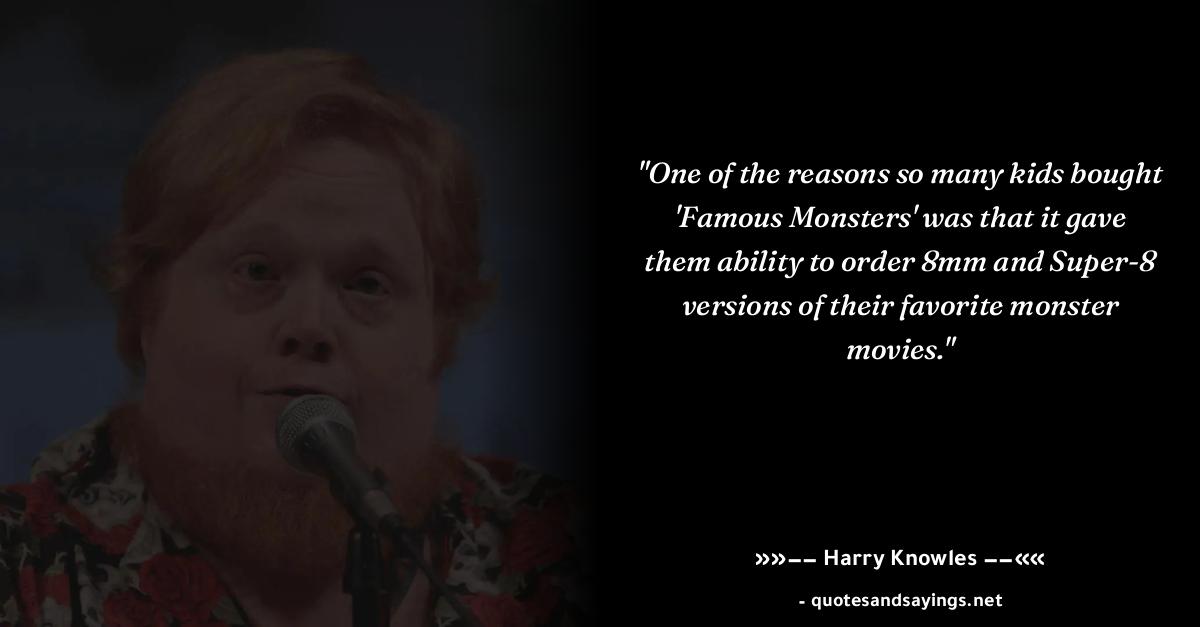 "One of the reasons so many kids bought
'Famous Monsters' was that it gave
them ability to order 8mm and Super-8
versions of their favorite monster
movies."
»»−− Harry Knowles −−««
- quotesandsayings.net